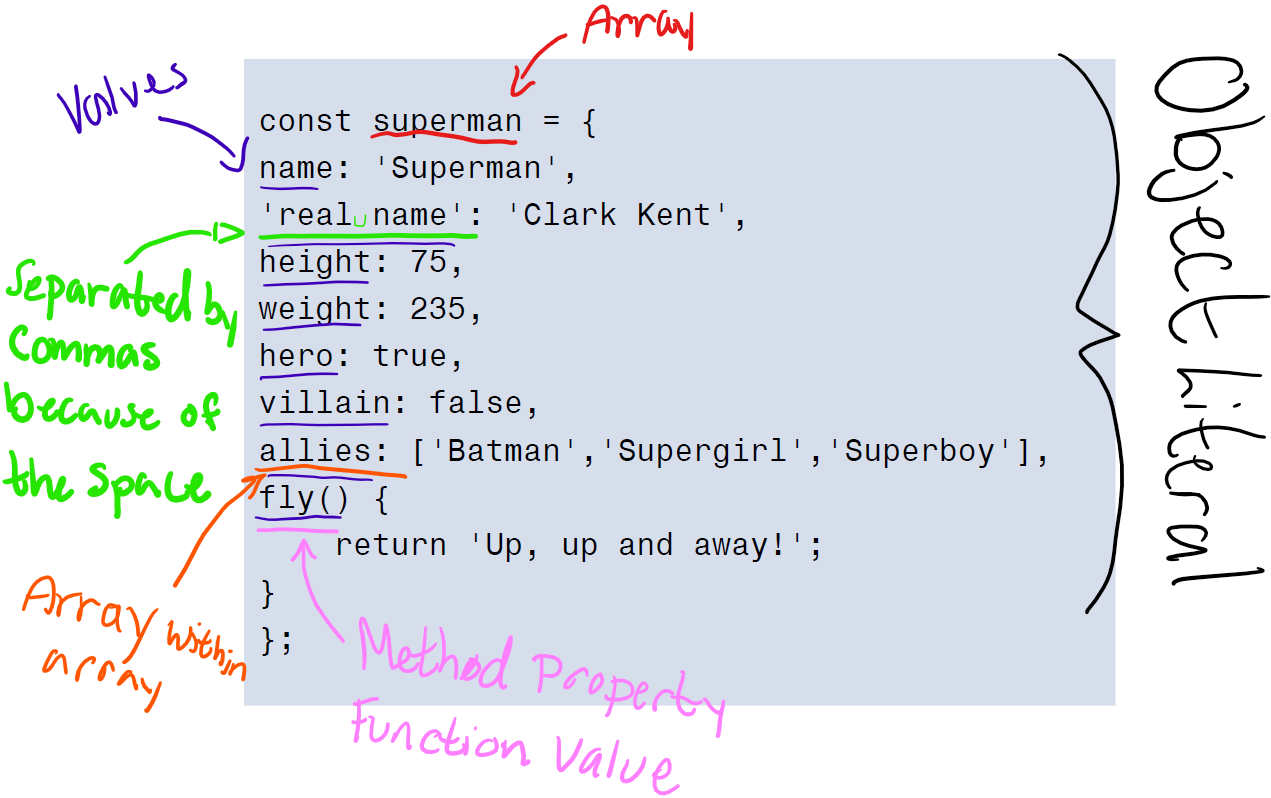 Array
Values
const superman = {
name: 'Superman',
'real name': 'Clark Kent',
height: 75,
weight: 235,
hero: true,
villain: false,
allies: ['Batman','Supergirl','Superboy'],
fly() {
return 'Up, up and away!';
}
};
Separated by
Commas
because of
the space
Array within
array
Method Property
Function Value
Object Literal